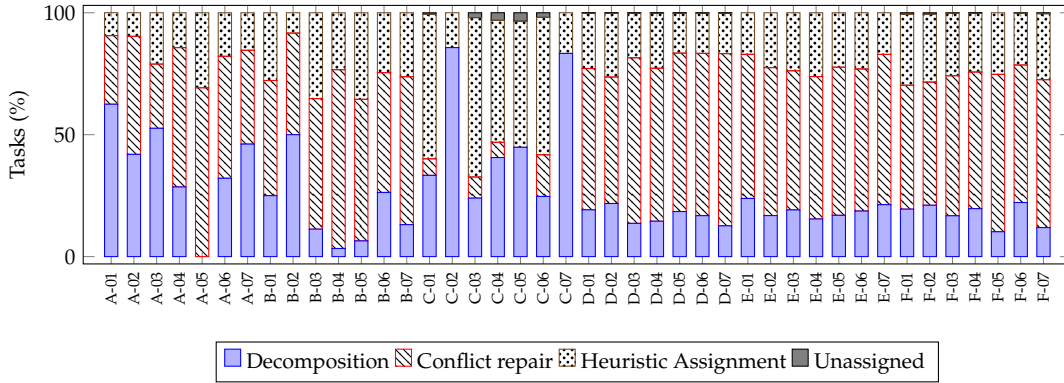 100
50
0
Tasks (%)
A-01 A-02 A-03 A-04 A-05 A-06 A-07 B-01 B-02 B-03 B-04 B-05 B-06 B-07 C-01 C-02 C-03 C-04 C-05 C-06 C-07 D-01 D-02 D-03 D-04 D-05 D-06 D-07 E-01 E-02 E-03 E-04 E-05 E-06 E-07 F-01 F-02 F-03 F-04 F-05 F-06 F-07
Decomposition Conflict repair Heuristic Assignment Unassigned